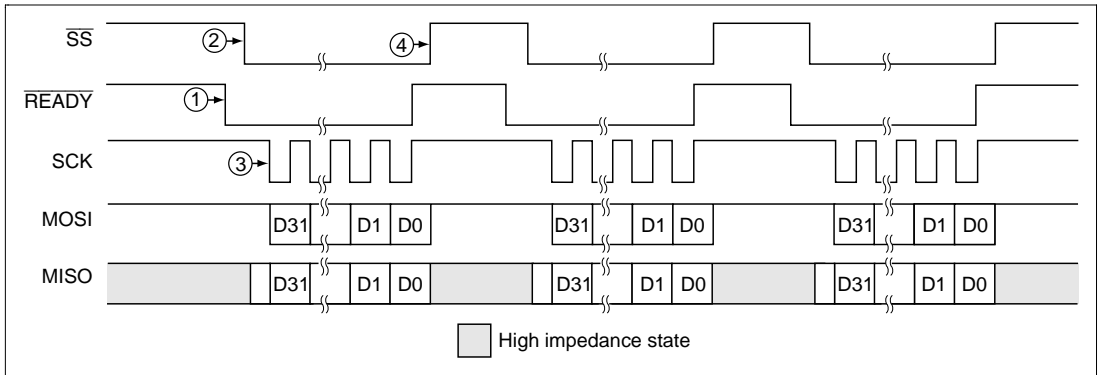 SS ② ④
READY ①
SCK ③
MOSI D31 D1 D0 D31 D1 D0 D31 D1 D0
MISO D31 D1 D0 D31 D1 D0 D31 D1 D0
High impedance state